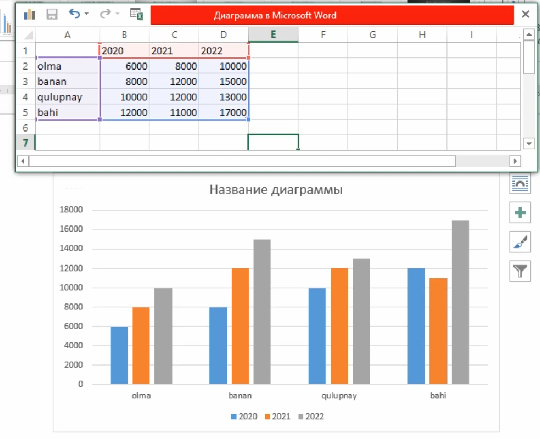 Диаграмма в Microsoft Word
A B C D E F G H I
1 2020 2021 2022
2 olma 6000 8000 10000
3 banan 8000 12000 15000
4 qulupnay 10000 12000 13000
5 bahi 12000 11000 17000
6
7
Название диаграммы
18000
16000
14000
12000
10000
8000
6000
4000
2000
0
olma banan qulupnay bahi
2020 2021 2022